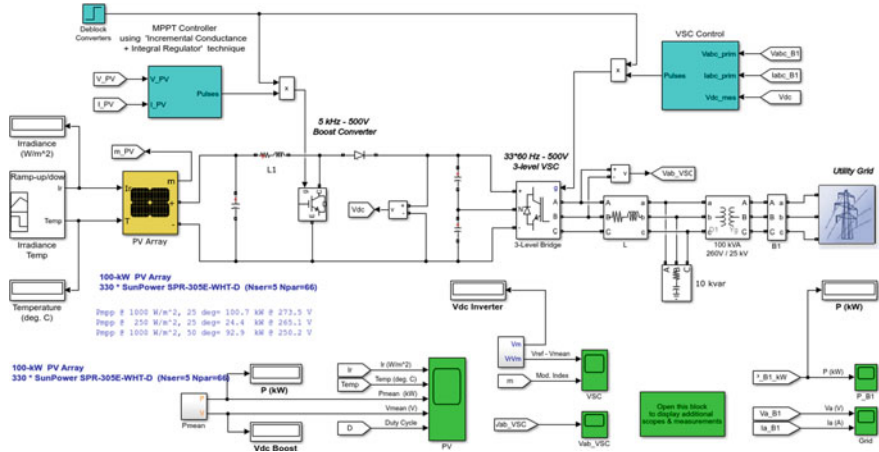 Deblock
Converters
MPPT Controller
using 'Incremental Conductance
+ Integral Regulator' technique
V_PV
I_PV
V_PV
I_PV
Pulses
x
VSC Control
x
Pulses
Vabc_prim
Iabc_prim
Vdc_mes
Vabc_B1
Iabc_B1
Vdc
5 kHz - 500V
Boost Converter
33*60 Hz - 500V
3-level VSC
Irradiance
(W/m^2)
m_PV
L1
Vdc
v
+
-
v
+
-
Vab_VSC
Utility Grid
Ramp-up/dow
Ir
Temp
Irradiance
Temp
Ir
T
m
+
-
PV Array
g
+
N
-
A
B
C
3-Level Bridge
A
B
C
a
b
c
L
A
B
C
a
b
c
100 kVA
260V / 25 kV
A
B
C
a
b
c
B1
A B C
10 kvar
Temperature
(deg. C)
100-kW PV Array
330 * SunPower SPR-305E-WHT-D (Nser=5 Npar=66)
Pmpp @ 1000 W/m^2, 25 deg= 100.7 kW @ 273.5 V
Pmpp @ 250 W/m^2, 25 deg= 24.4 kW @ 265.1 V
Pmpp @ 1000 W/m^2, 50 deg= 92.9 kW @ 250.2 V
Vdc Inverter
P (kW)
100-kW PV Array
330 * SunPower SPR-305E-WHT-D (Nser=5 Npar=66)
P (kW)
P
V
Pmean
Vdc Boost
Ir
Temp
D
Ir (W/m^2)
Temp (deg. C)
Pmean (kW)
Vmean (V)
Duty Cycle
PV
Vm
Vref - Vmean
m
Mod. Index
VSC
Vab_VSC
Vab_VSC
Open this block
to display additional
scopes & measurements
P (kW)
P_B1
Va_B1
Ia_B1
Va (V)
Ia (A)
Grid